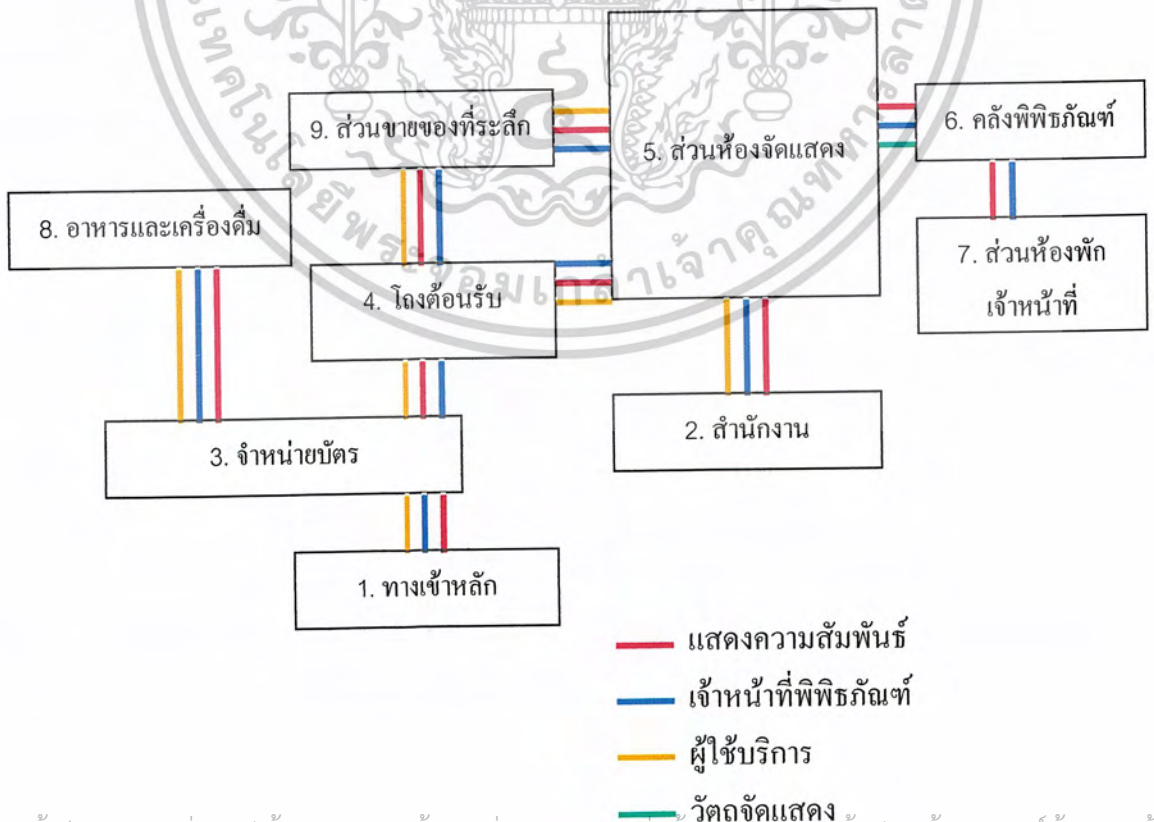 9. ส่วนขายของที่ระลึก
5. ส่วนห้องจัดแสดง
6. คลังพิพิธภัณฑ์
8. อาหารและเครื่องดื่ม
4. โถงต้อนรับ
7. ส่วนห้องพัก
เจ้าหน้าที่
3. จำหน่ายบัตร
2. สำนักงาน
1. ทางเข้าหลัก
แสดงความสัมพันธ์
เจ้าหน้าที่พิพิธภัณฑ์
ผู้ใช้บริการ
วัตถุจัดแสดง